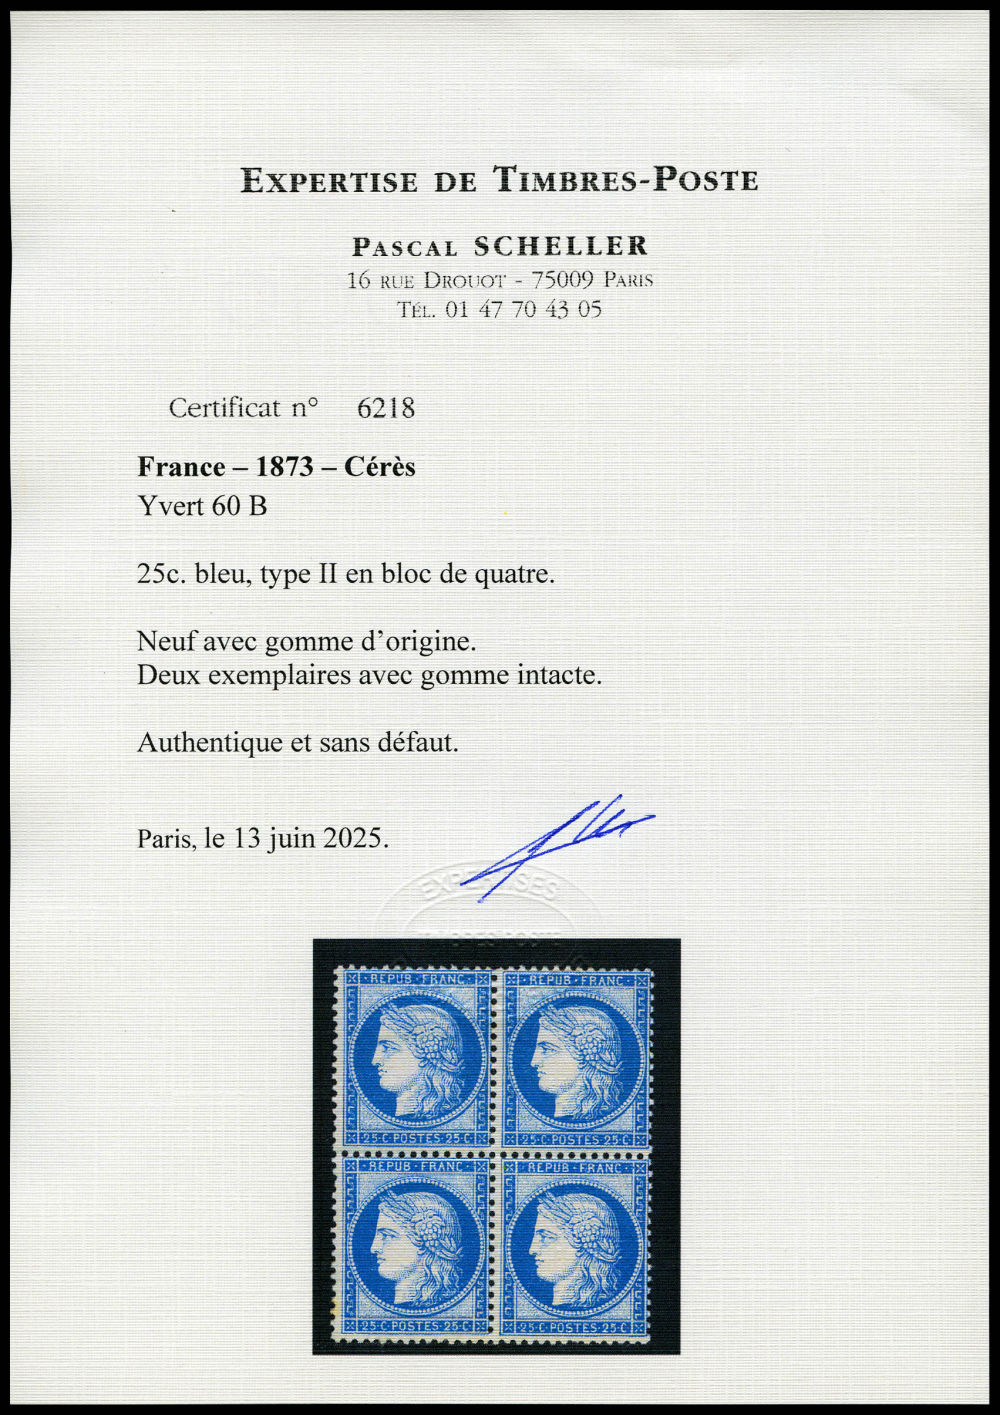 EXPERTISE DE TIMBRES-POSTE
PASCAL SCHELLER
16 RUE DROUOT - 75009 PARIS
TÉL. 01 47 70 43 05
Certificat n° 6218
France – 1873 – Cérès
Yvert 60 B
25c. bleu, type II en bloc de quatre.
Neuf avec gomme d’origine.
Deux exemplaires avec gomme intacte.
Authentique et sans défaut.
Paris, le 13 juin 2025.
EXPERTISES
TIMBRES-POSTE
REPUB·FRANC· REPUB·FRANC·
25·C·POSTES·25·C· 25·C·POSTES 25·C·
·REPUB·FRANC· ·REPUB·FRANC·
·25·C·POSTES·25·C· ·25·C·POSTES·25·C